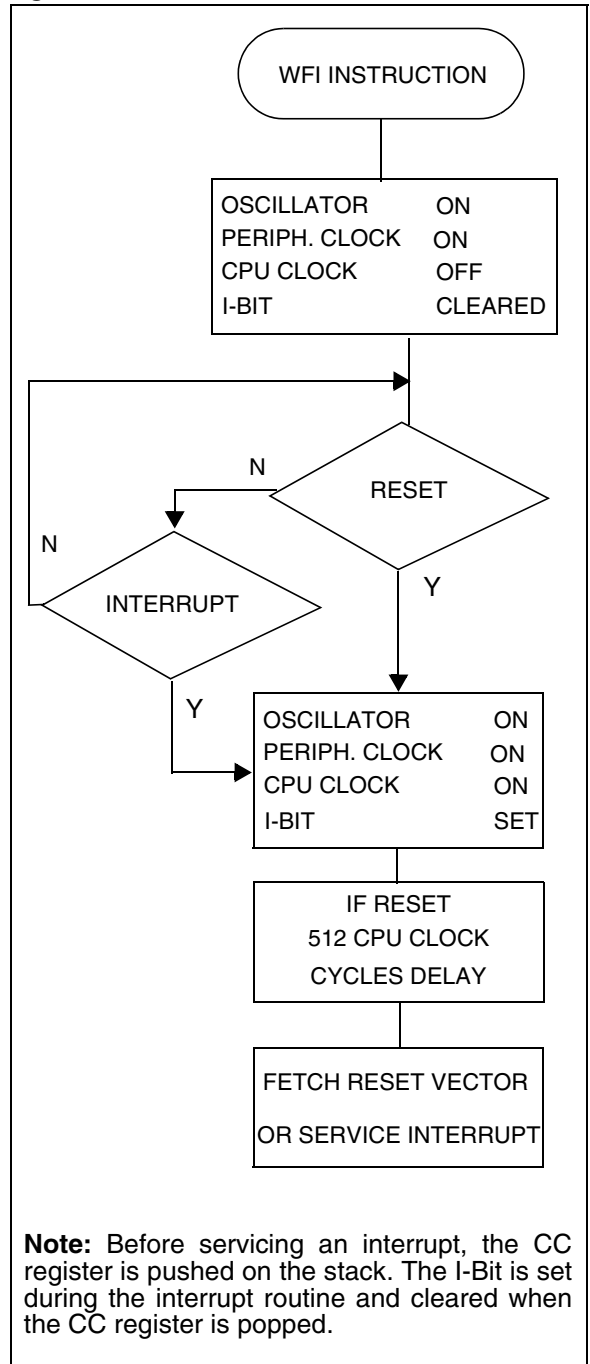 WFI INSTRUCTION
OSCILLATOR ON
PERIPH. CLOCK ON
CPU CLOCK OFF
I-BIT CLEARED
RESET
N
INTERRUPT
N
Y
Y
OSCILLATOR ON
PERIPH. CLOCK ON
CPU CLOCK ON
I-BIT SET
IF RESET
512 CPU CLOCK
CYCLES DELAY
FETCH RESET VECTOR
OR SERVICE INTERRUPT
Note: Before servicing an interrupt, the CC
register is pushed on the stack. The I-Bit is set
during the interrupt routine and cleared when
the CC register is popped.